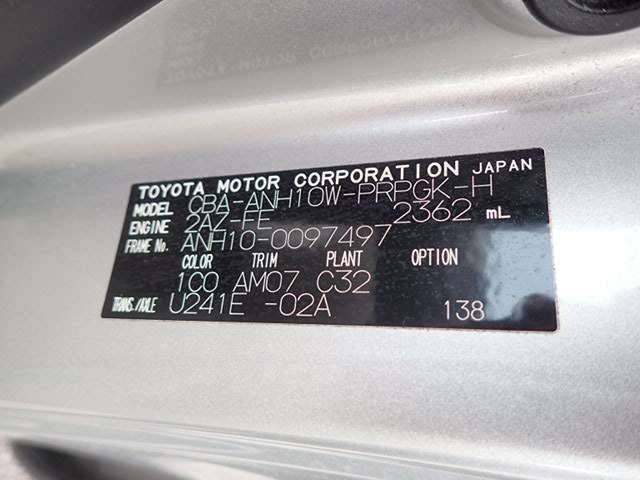 TOYOTA MOTOR CORPORATION JAPAN
MODEL CBA-ANH10W-PRPGK-H
ENGINE 2AZ-FE 2362 mL
FRAME No. ANH10-0097497
COLOR TRIM PLANT OPTION
1C0 AM07 C32
TRANS./AXLE U241E -02A 138